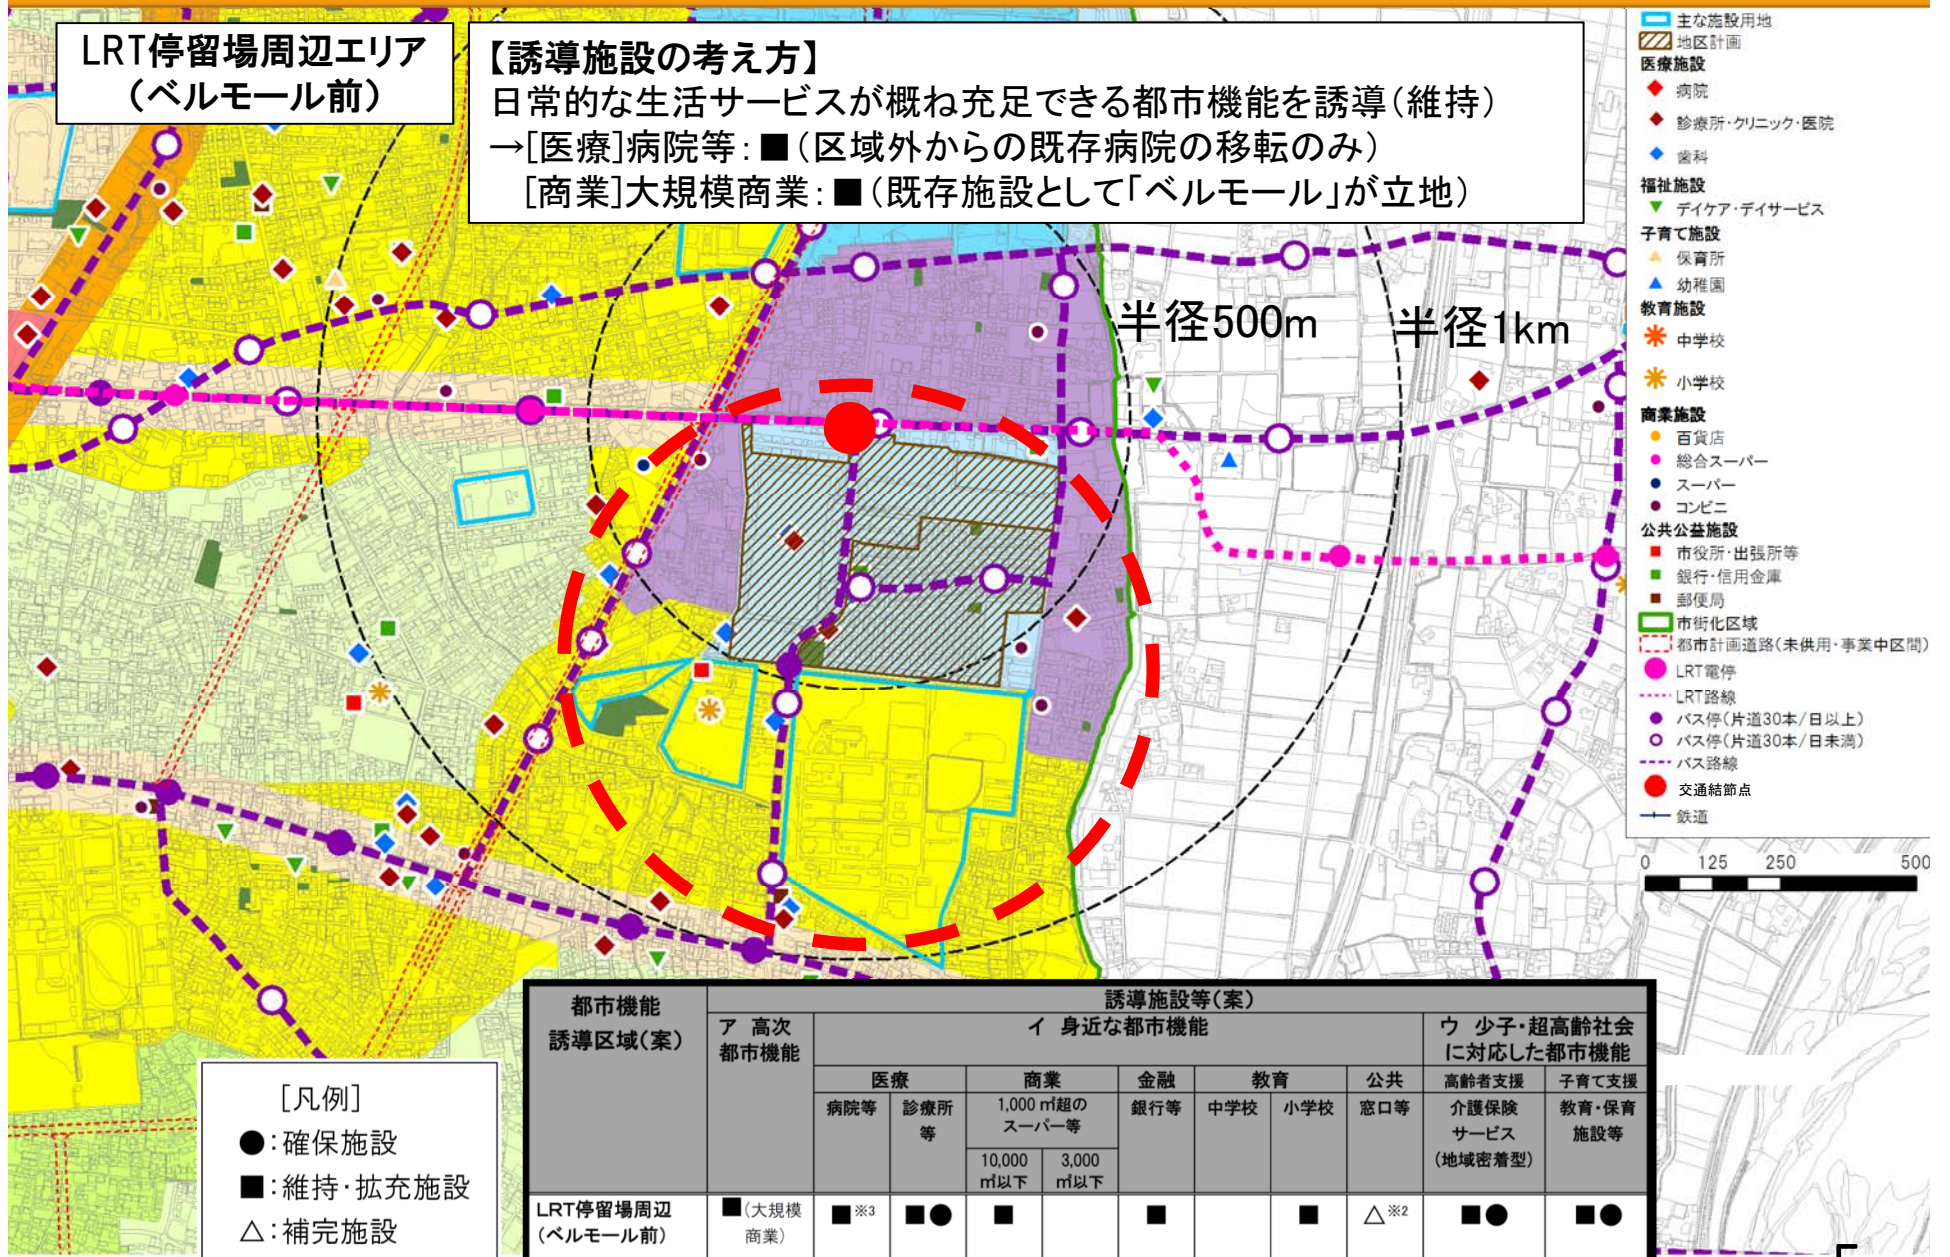 LRT停留場周辺エリア
（ベルモール前）
【誘導施設の考え方】
日常的な生活サービスが概ね充足できる都市機能を誘導（維持）
→[医療]病院等：■（区域外からの既存病院の移転のみ）
[商業]大規模商業：■（既存施設として「ベルモール」が立地）
半径500m
半径1km
主な施設用地
地区計画
医療施設
病院
診療所・クリニック・医院
歯科
福祉施設
デイケア・デイサービス
子育て施設
保育所
幼稚園
教育施設
中学校
小学校
商業施設
百貨店
総合スーパー
スーパー
コンビニ
公共公益施設
市役所・出張所等
銀行・信用金庫
郵便局
市街化区域
都市計画道路（未供用・事業中区間）
LRT電停
LRT路線
バス停（片道30本/日以上）
バス停（片道30本/日未満）
バス路線
交通結節点
鉄道
0 125 250 500
[凡例]
●：確保施設
■：維持・拡充施設
△：補完施設
都市機能
誘導区域（案）
誘導施設等（案）
ア 高次
都市機能
イ 身近な都市機能
ウ 少子・超高齢社会
に対応した都市機能
医療 商業 金融 教育 公共 高齢者支援 子育て支援
病院等
診療所
等
1,000㎡超の
スーパー等
10,000
㎡以下
3,000
㎡以下
銀行等
中学校
小学校
窓口等
介護保険
サービス
（地域密着型）
教育・保育
施設等
LRT停留場周辺
（ベルモール前）
■（大規模
商業）
■※3 ■● ■ ■ ■ △※2 ■● ■●